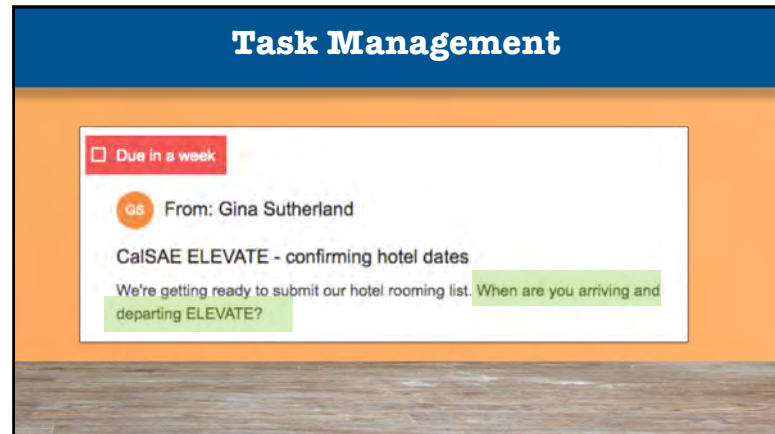 Task Management
Due in a week
GS From: Gina Sutherland
CalSAE ELEVATE - confirming hotel dates
We're getting ready to submit our hotel rooming list. When are you arriving and
departing ELEVATE?